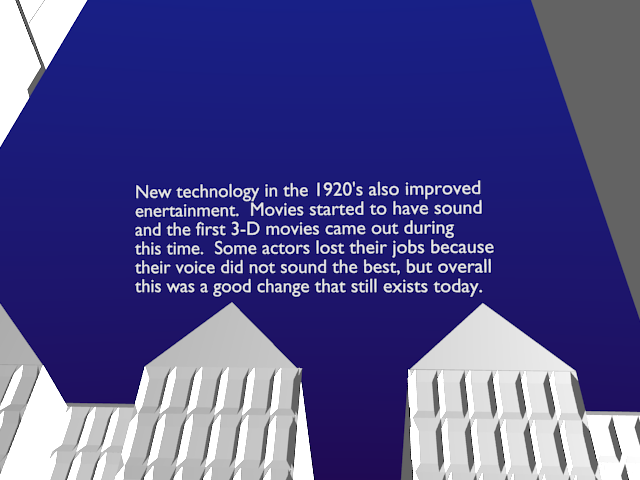 New technology in the 1920's also improved
enertainment.  Movies started to have sound
and the first 3-D movies came out during
this time.  Some actors lost their jobs because
their voice did not sound the best, but overall
this was a good change that still exists today.